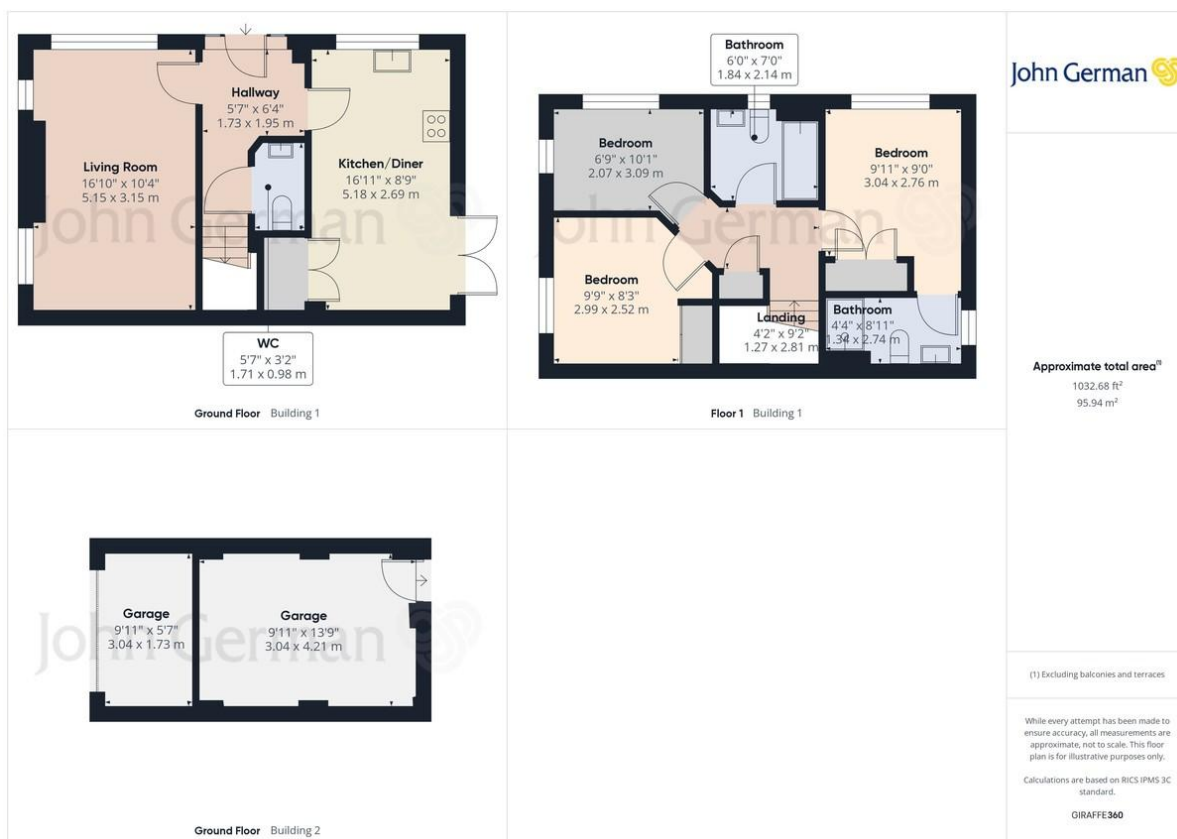 Living Room
16'10" x 10'4"
5.15 x 3.15 m
Hallway
5'7" x 6'4"
1.73 x 1.95 m
Kitchen/Diner
16'11" x 8'9"
5.18 x 2.69 m
WC
5'7" x 3'2"
1.71 x 0.98 m
John German
Ground Floor Building 1
Bathroom
6'0" x 7'0"
1.84 x 2.14 m
Bedroom
6'9" x 10'1"
2.07 x 3.09 m
Bedroom
9'11" x 9'0"
3.04 x 2.76 m
Bedroom
9'9" x 8'3"
2.99 x 2.52 m
Landing
4'2" x 9'2"
1.27 x 2.81 m
Bathroom
4'4" x 8'11"
1.34 x 2.74 m
John German
Floor 1 Building 1
Garage
9'11" x 5'7"
3.04 x 1.73 m
Garage
9'11" x 13'9"
3.04 x 4.21 m
John German
Ground Floor Building 2
John German
Approximate total area(1)
1032.68 ft²
95.94 m²
(1) Excluding balconies and terraces
While every attempt has been made to
ensure accuracy, all measurements are
approximate, not to scale. This floor
plan is for illustrative purposes only.
Calculations are based on RICS IPMS 3C
standard.
GIRAFFE360